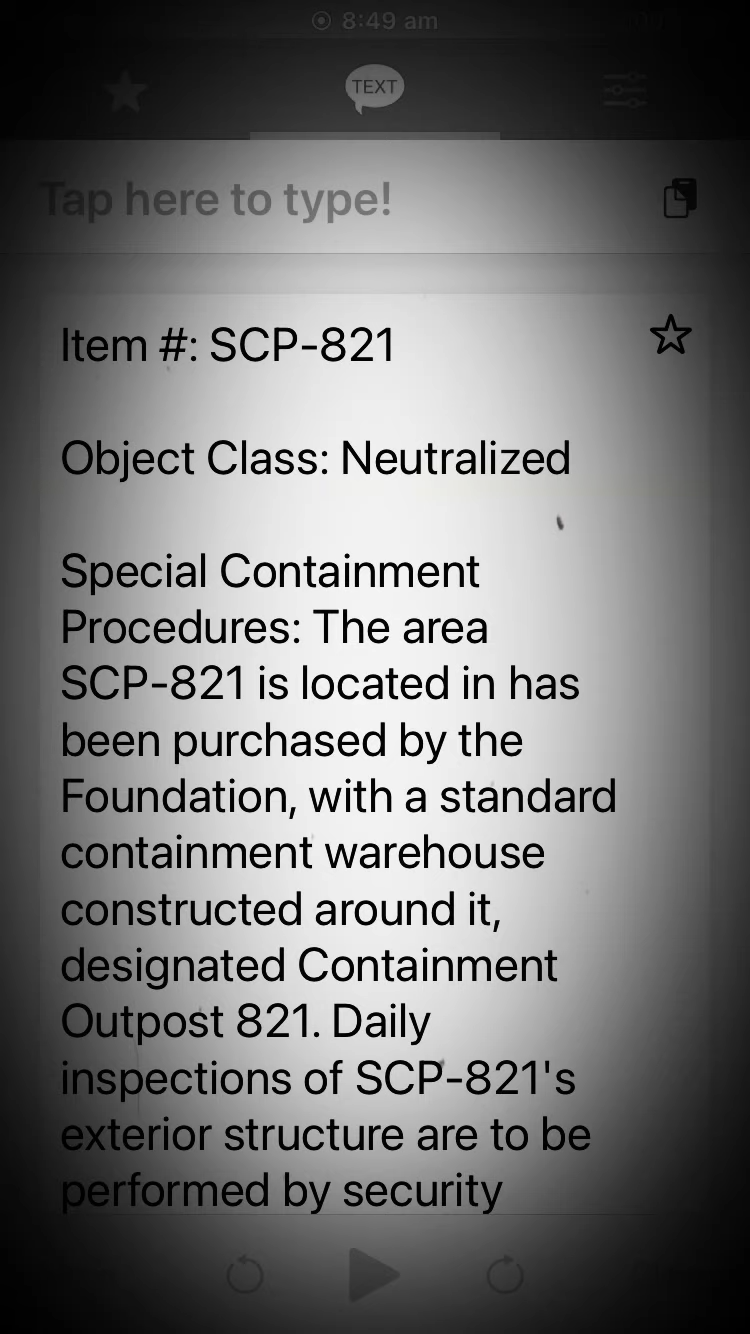 8:49 am
TEXT
Tap here to type!
Item #: SCP-821
Object Class: Neutralized
Special Containment
Procedures: The area
SCP-821 is located in has
been purchased by the
Foundation, with a standard
containment warehouse
constructed around it,
designated Containment
Outpost 821. Daily
inspections of SCP-821's
exterior structure are to be
performed by security